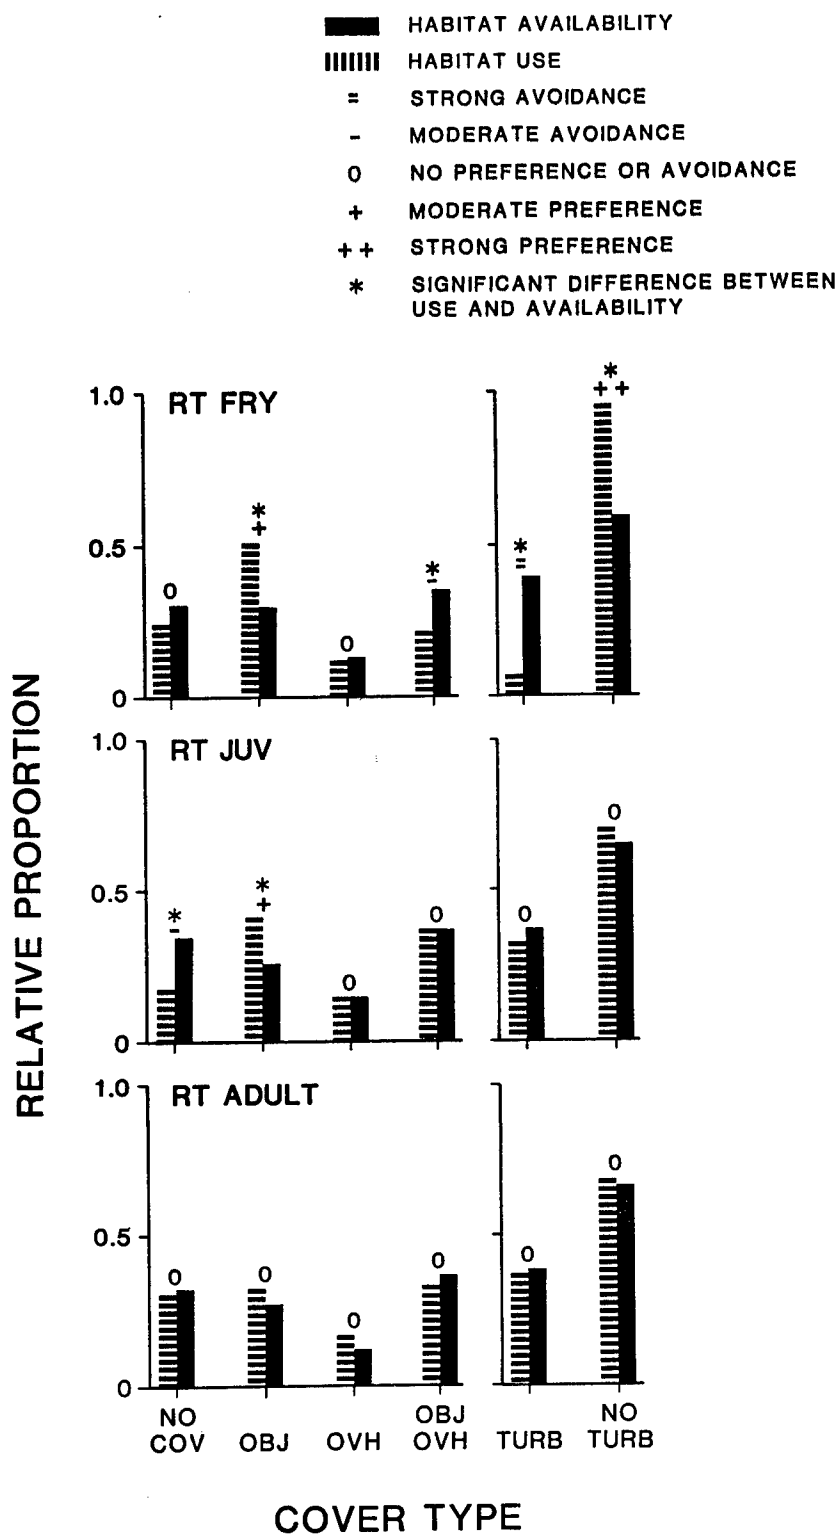 HABITAT AVAILABILITY
HABITAT USE
= STRONG AVOIDANCE
- MODERATE AVOIDANCE
0 NO PREFERENCE OR AVOIDANCE
+ MODERATE PREFERENCE
++ STRONG PREFERENCE
* SIGNIFICANT DIFFERENCE BETWEEN
USE AND AVAILABILITY
RELATIVE PROPORTION
RT FRY
1.0
0.5
0
0
*
+
0
*
-
*
=
*
++
RT JUV
1.0
0.5
0
*
-
*
+
0
0
0
0
RT ADULT
1.0
0.5
0
0
0
0
0
0
0
NO
COV
OBJ
OVH
OBJ
OVH
TURB
NO
TURB
COVER TYPE